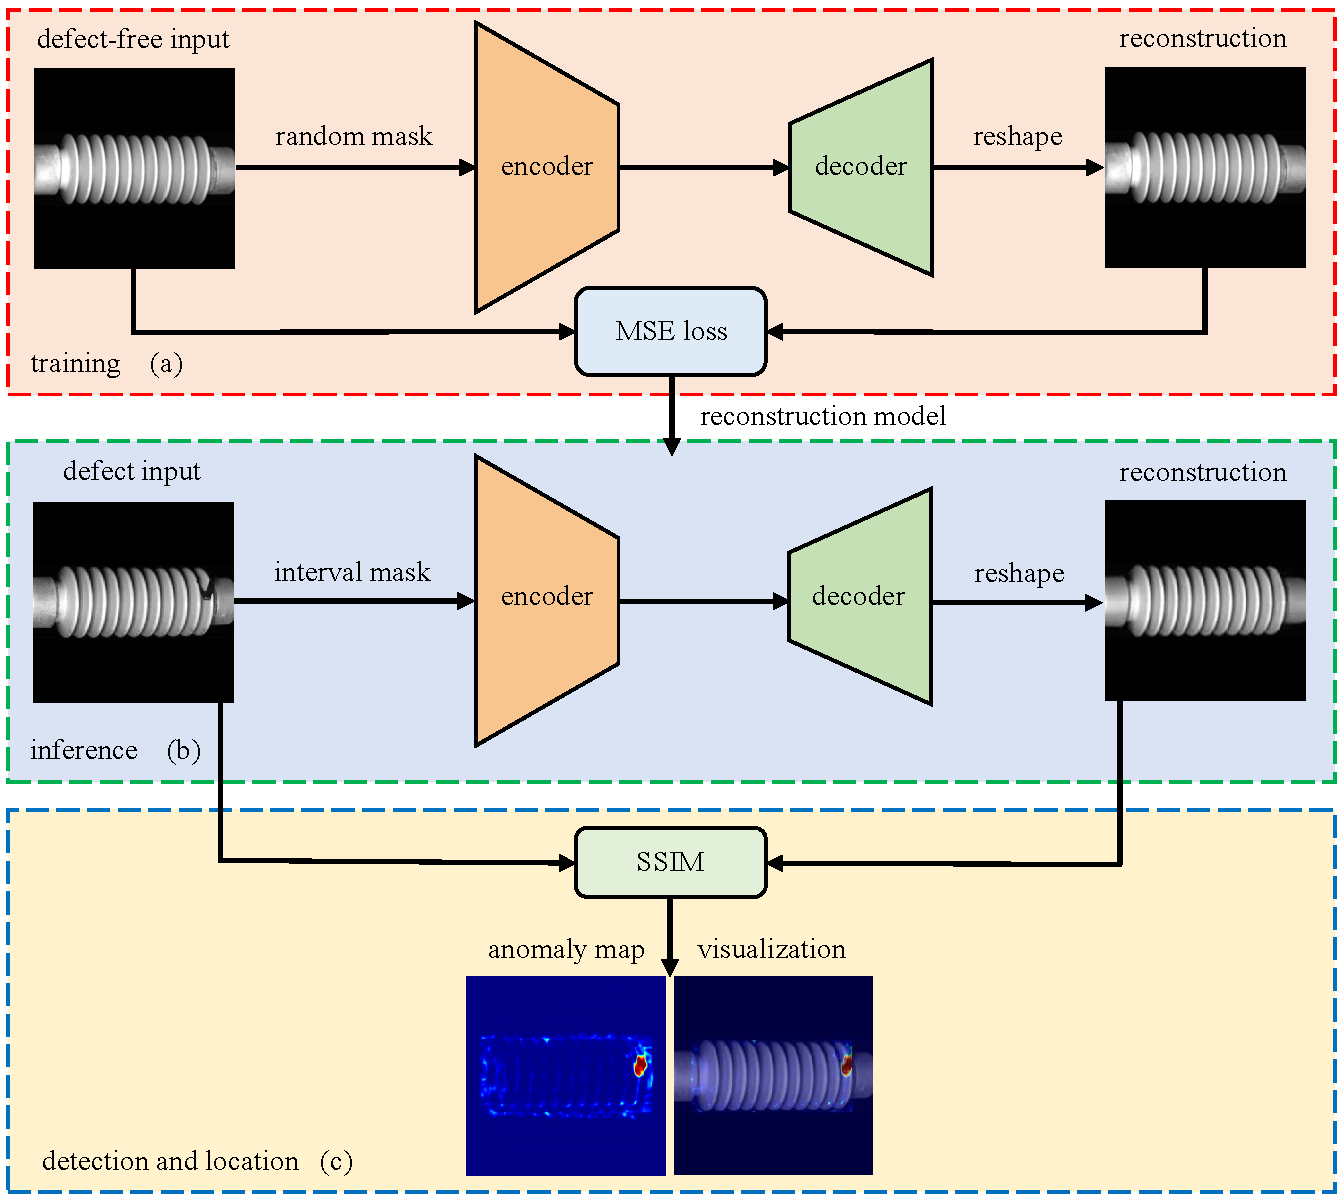 defect-free input
reconstruction
random mask
encoder
decoder
reshape
MSE loss
training (a)
reconstruction model
defect input
reconstruction
interval mask
encoder
decoder
reshape
inference (b)
SSIM
anomaly map
visualization
detection and location (c)